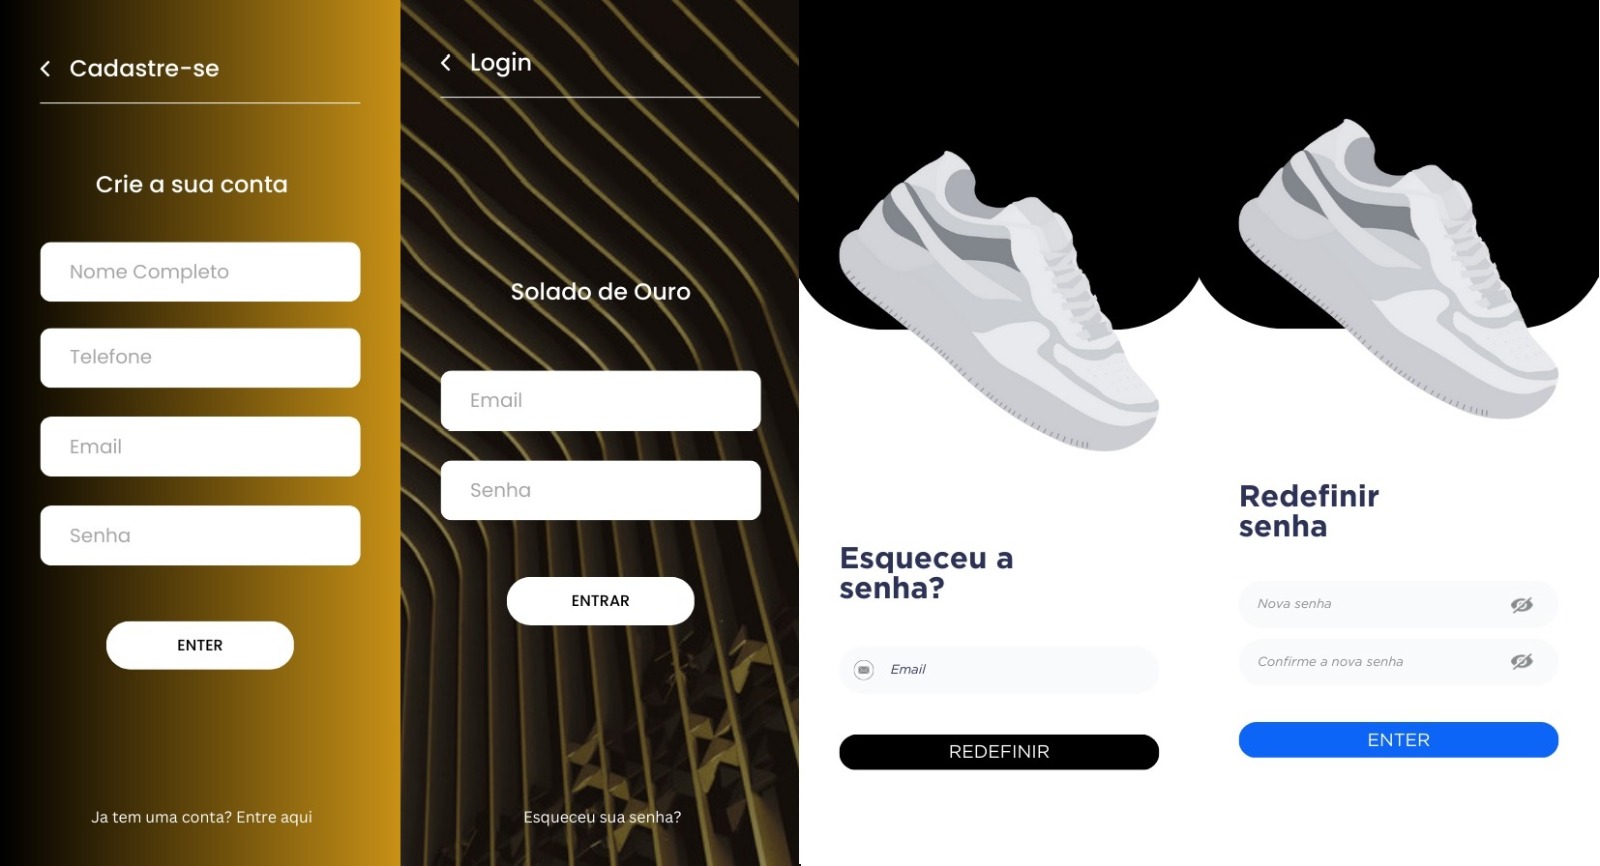 Cadastre-se
Crie a sua conta
Nome Completo
Telefone
Email
Senha
ENTER
Ja tem uma conta? Entre aqui
Login
Solado de Ouro
Email
Senha
ENTRAR
Esqueceu sua senha?
Esqueceu a
senha?
Email
REDEFINIR
Redefinir
senha
Nova senha
Confirme a nova senha
ENTER